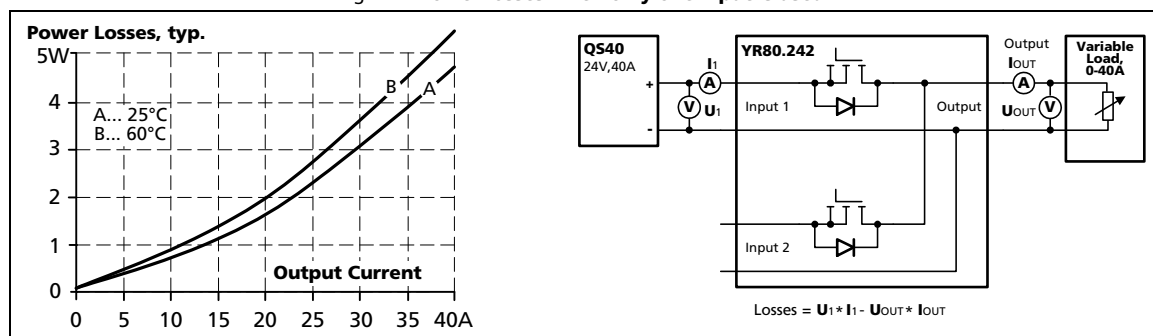 Power Losses, typ.
5W
4
3
2
1
0
A... 25°C
B... 60°C
B
A
Output Current
0 5 10 15 20 25 30 35 40A
QS40
24V,40A
+
-
I1
A
V
U1
YR80.242
Input 1
Output
Input 2
Output
IOUT
A
UOUT
V
Variable
Load,
0-40A
Losses = U1* I1- UOUT* IOUT